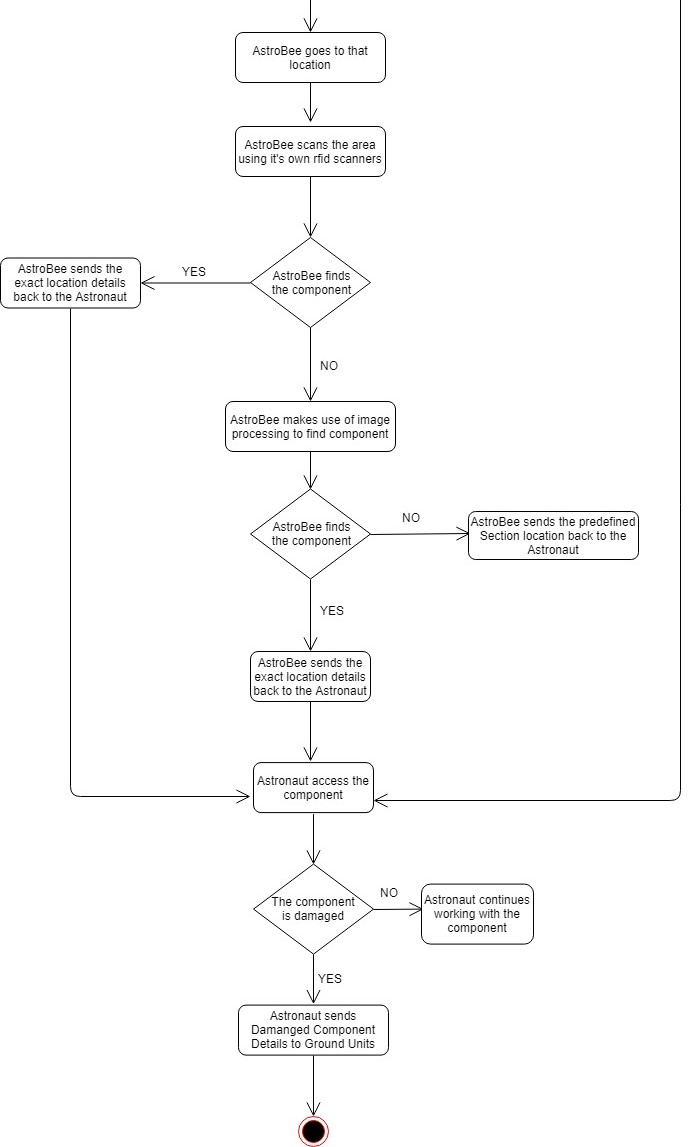 AstroBee goes to that
location
AstroBee scans the area
using it's own rfid scanners
AstroBee sends the
exact location details
back to the Astronaut
YES
AstroBee finds
the component
NO
AstroBee makes use of image
processing to find component
AstroBee finds
the component
NO
AstroBee sends the predefined
Section location back to the
Astronaut
YES
AstroBee sends the
exact location details
back to the Astronaut
Astronaut access the
component
The component
is damaged
NO
Astronaut continues
working with the
component
YES
Astronaut sends
Damanged Component
Details to Ground Units